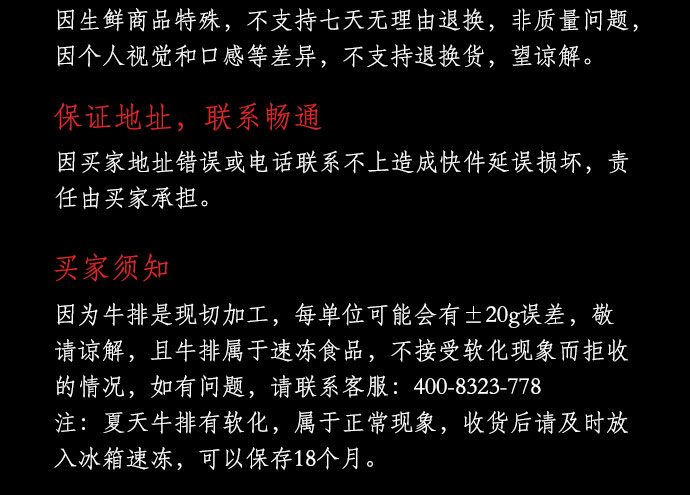 因生鲜商品特殊，不支持七天无理由退换，非质量问题，
因个人视觉和口感等差异，不支持退换货，望谅解。
保证地址，联系畅通
因买家地址错误或电话联系不上造成快件延误损坏，责
任由买家承担。
买家须知
因为牛排是现切加工，每单位可能会有±20g误差，敬
请谅解，且牛排属于速冻食品，不接受软化现象而拒收
的情况，如有问题，请联系客服：400-8323-778
注：夏天牛排有软化，属于正常现象，收货后请及时放
入冰箱速冻，可以保存18个月。